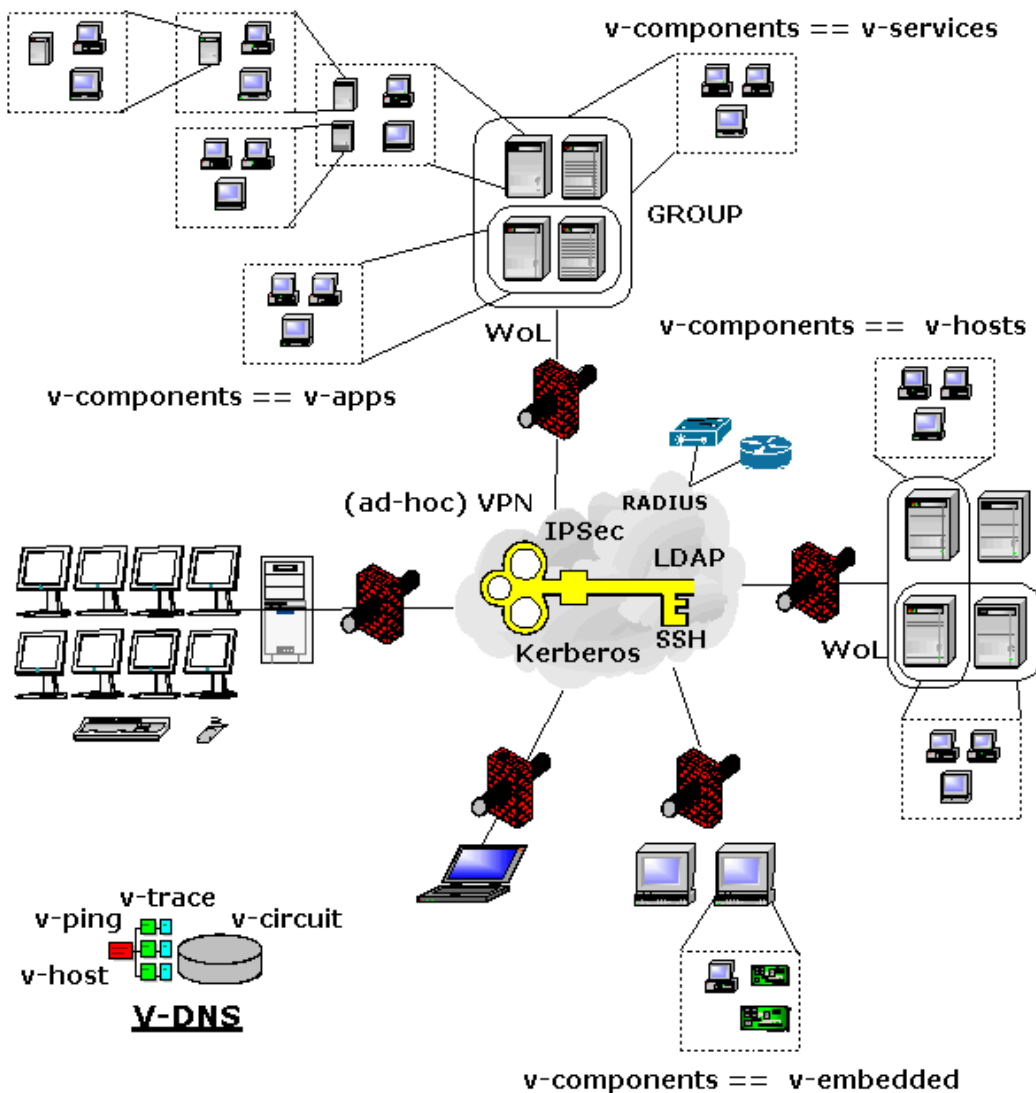 v-components == v-services
GROUP
WoL
v-components == v-hosts
v-components == v-apps
(ad-hoc) VPN
RADIUS
IPSec
LDAP
WoL
SSH
Kerberos
v-trace
v-ping
v-circuit
v-host
V-DNS
v-components == v-embedded